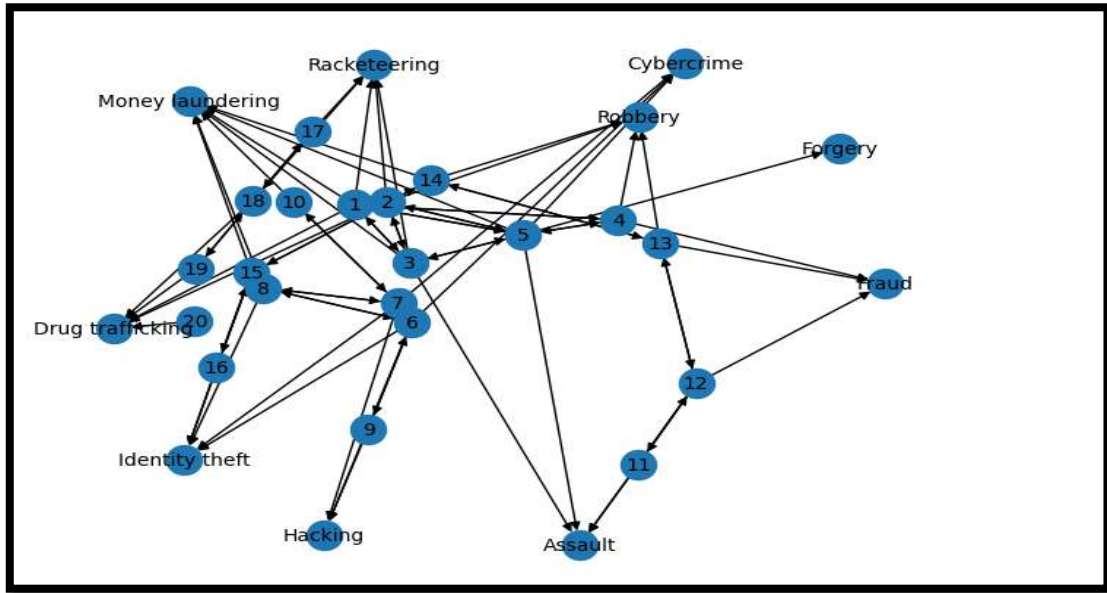 Racketeering
Cybercrime
Money laundering
Robbery
17
Forgery
14
18
10
1
2
4
5
13
3
19
15
8
Fraud
7
Drug trafficking
20
6
16
12
9
Identity theft
11
Hacking
Assault